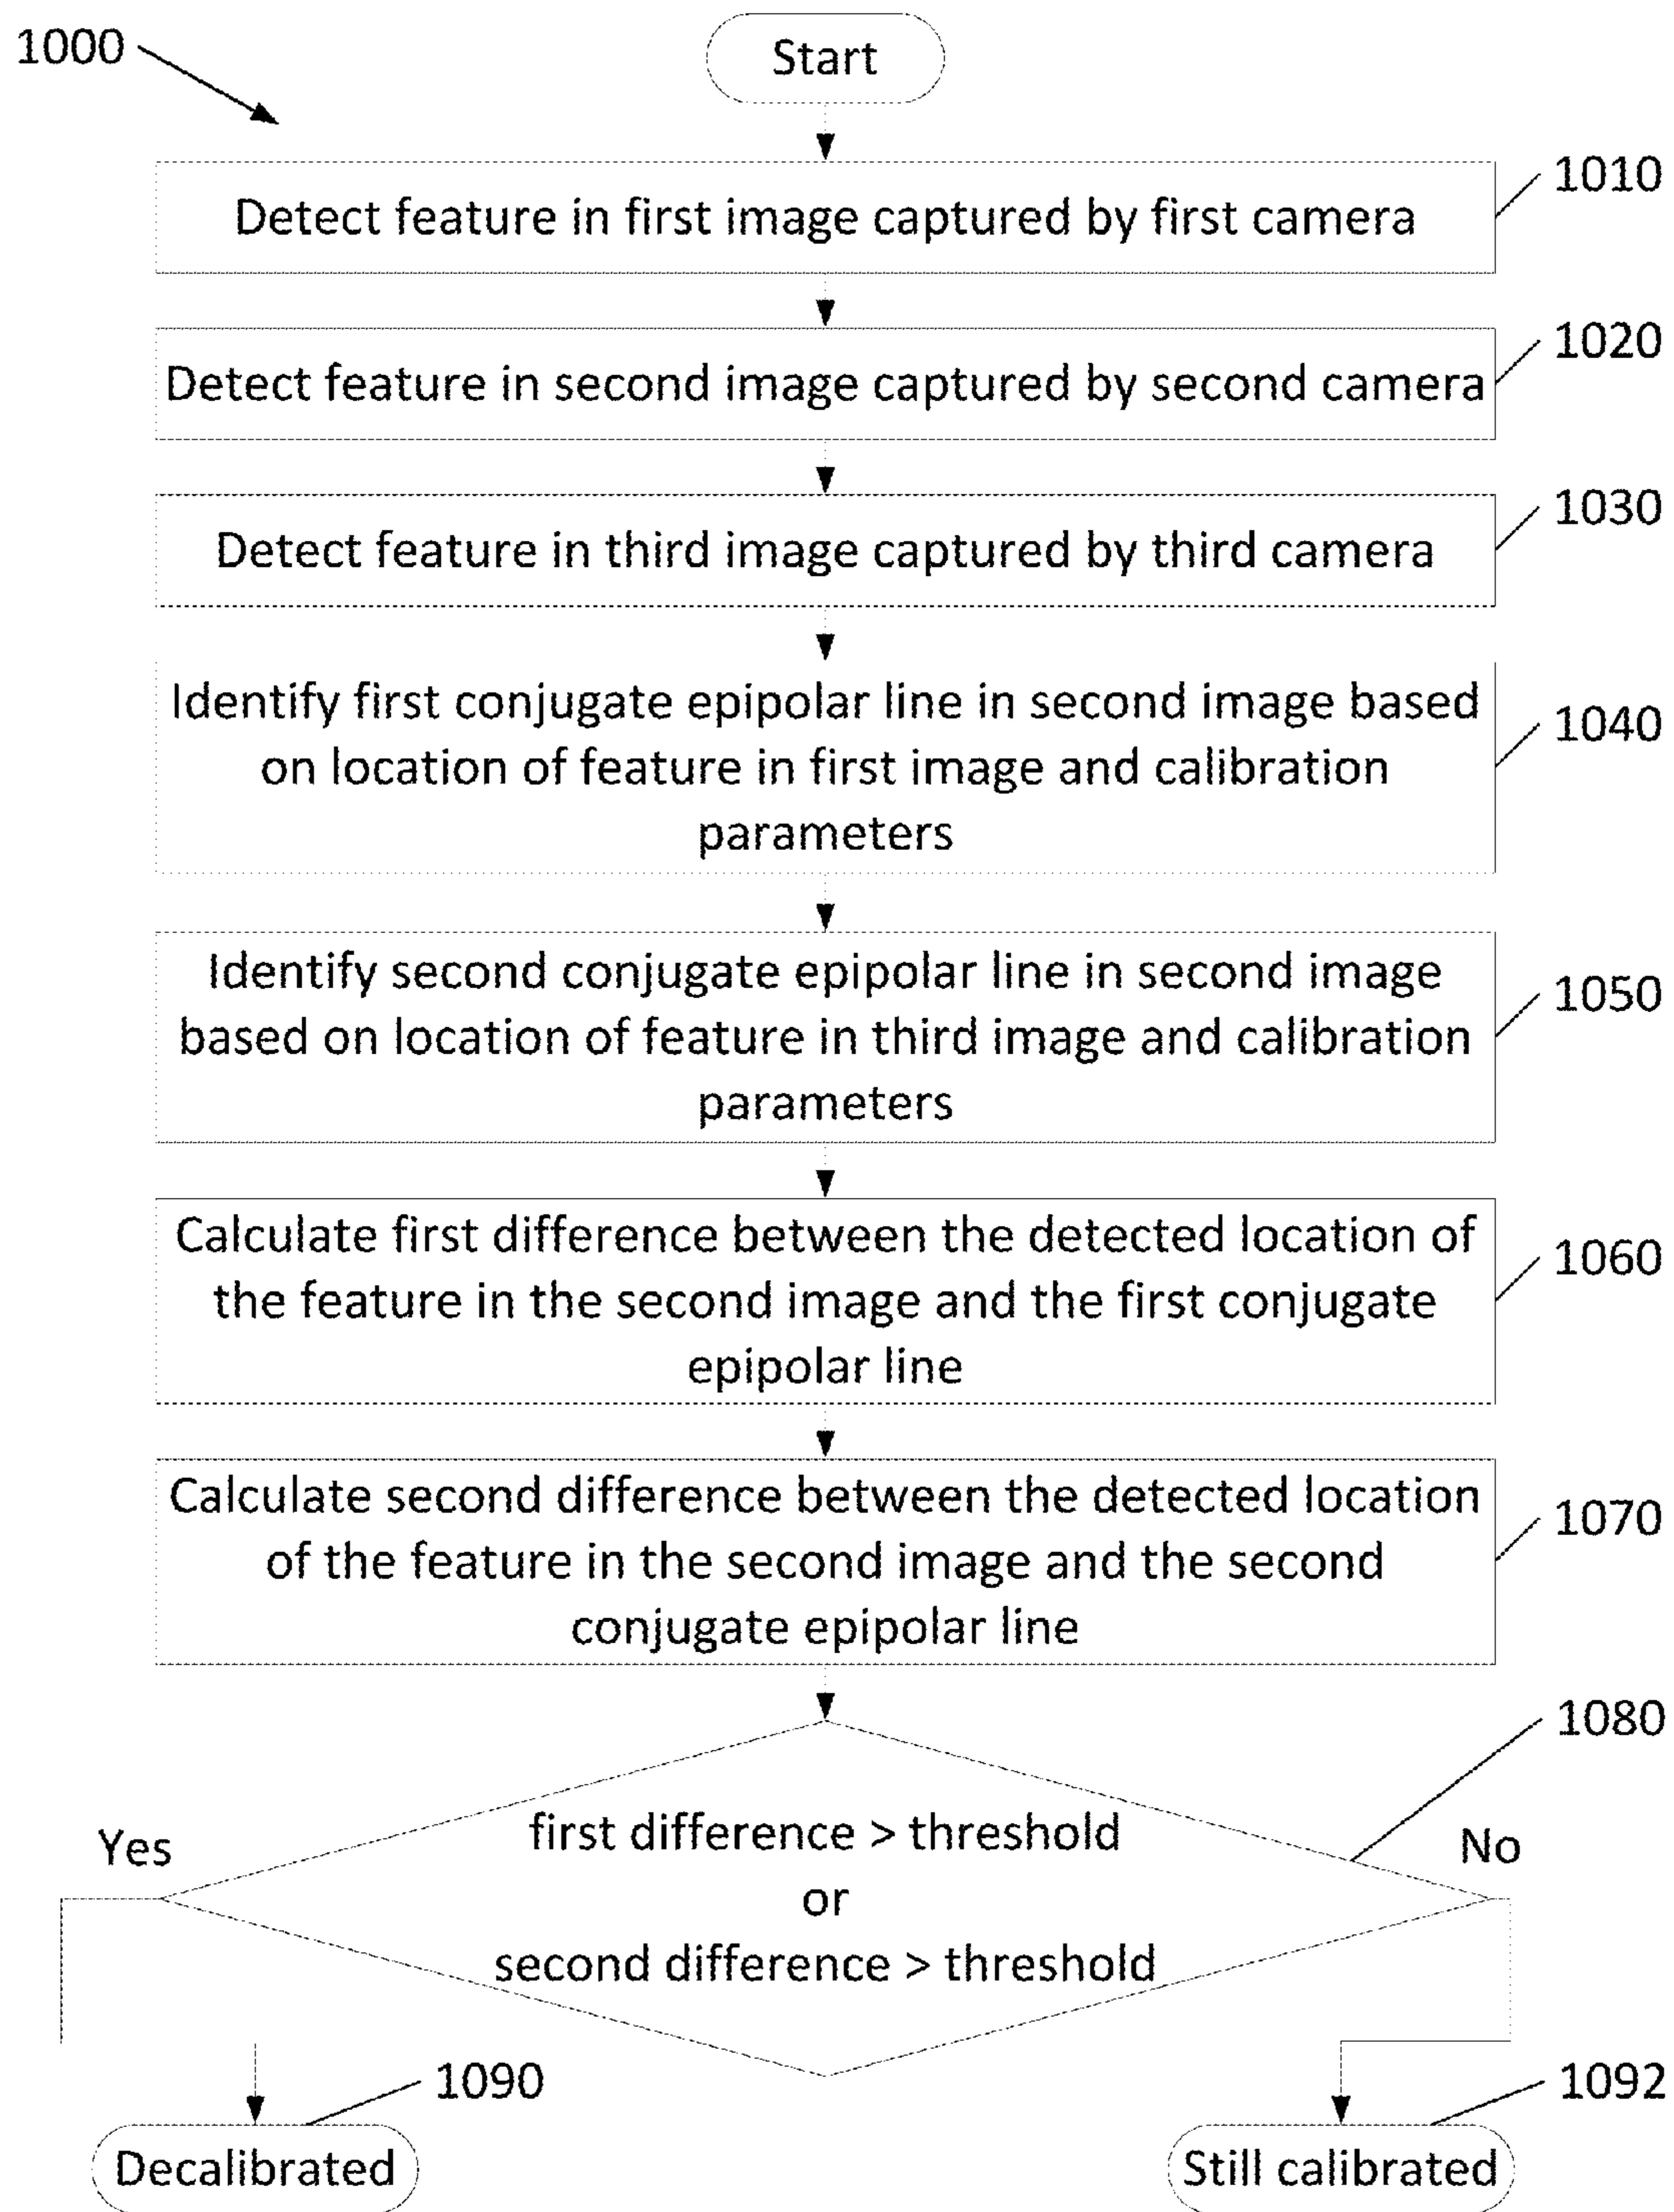 1000
Start
1010
Detect feature in first image captured by first camera
1020
Detect feature in second image captured by second camera
1030
Detect feature in third image captured by third camera
1040
Identify first conjugate epipolar line in second image based
on location of feature in first image and calibration
parameters
1050
Identify second conjugate epipolar line in second image
based on location of feature in third image and calibration
parameters
1060
Calculate first difference between the detected location of
the feature in the second image and the first conjugate
epipolar line
1070
Calculate second difference between the detected location
of the feature in the second image and the second
conjugate epipolar line
1080
Yes
first difference > threshold
or
second difference > threshold
No
1090
Decalibrated
1092
Still calibrated